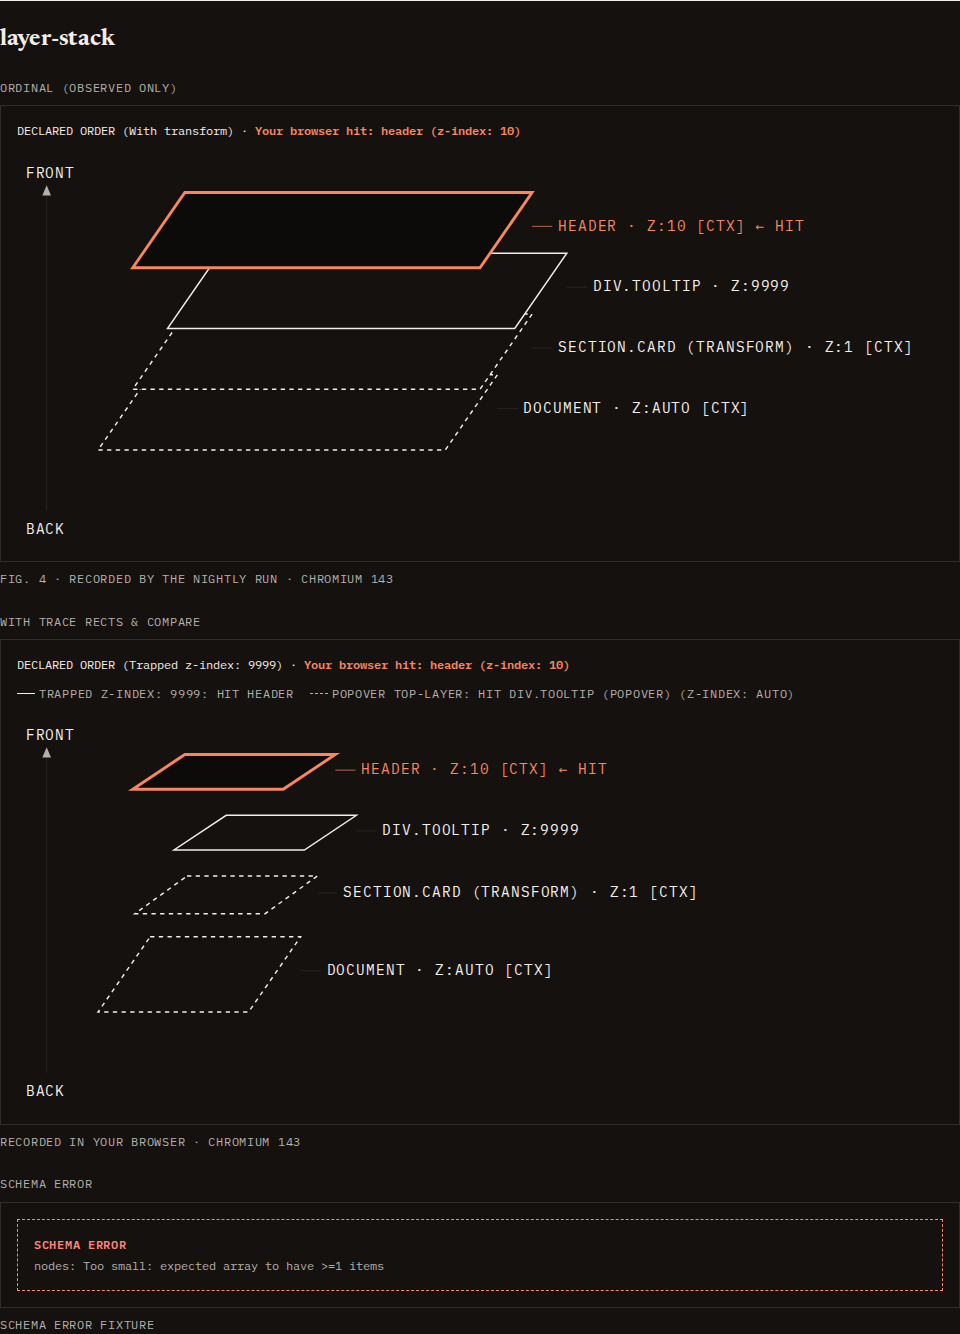 layer-stack
ORDINAL (OBSERVED ONLY)
DECLARED ORDER (With transform) · Your browser hit: header (z-index: 10)
FRONT
HEADER · Z:10 [CTX] ← HIT
DIV.TOOLTIP · Z:9999
SECTION.CARD (TRANSFORM) · Z:1 [CTX]
DOCUMENT · Z:AUTO [CTX]
BACK
FIG. 4 · RECORDED BY THE NIGHTLY RUN · CHROMIUM 143
WITH TRACE RECTS & COMPARE
DECLARED ORDER (Trapped z-index: 9999) · Your browser hit: header (z-index: 10)
TRAPPED Z-INDEX: 9999: HIT HEADER POPOVER TOP-LAYER: HIT DIV.TOOLTIP (POPOVER) (Z-INDEX: AUTO)
FRONT
HEADER · Z:10 [CTX] ← HIT
DIV.TOOLTIP · Z:9999
SECTION.CARD (TRANSFORM) · Z:1 [CTX]
DOCUMENT · Z:AUTO [CTX]
BACK
RECORDED IN YOUR BROWSER · CHROMIUM 143
SCHEMA ERROR
SCHEMA ERROR
nodes: Too small: expected array to have >=1 items
SCHEMA ERROR FIXTURE